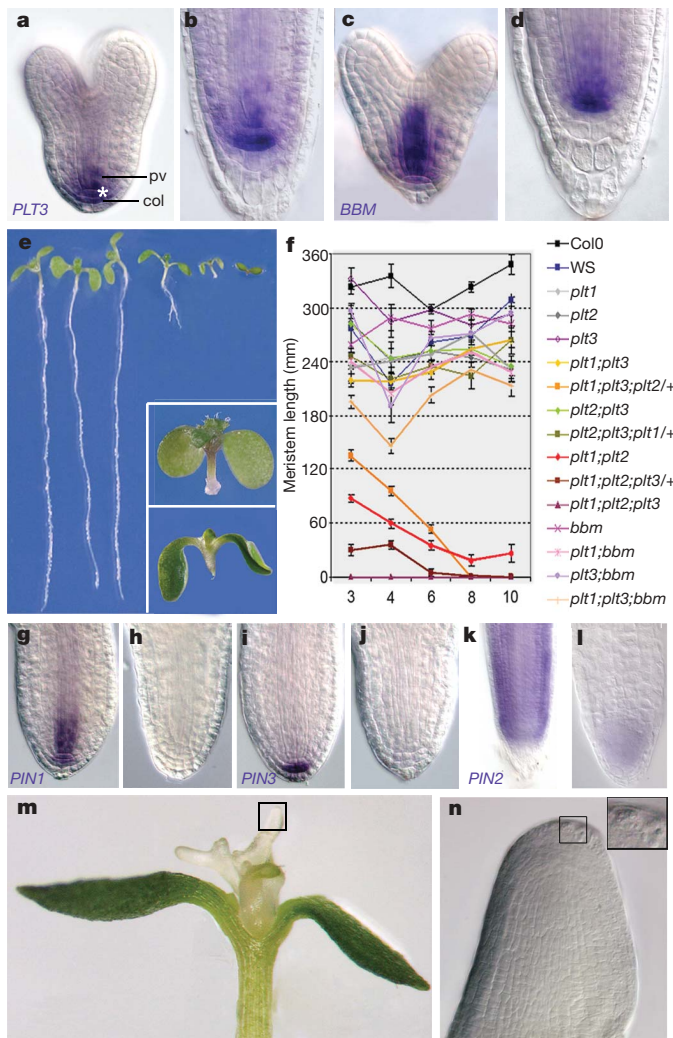 a
b
c
d
pv
*
col
PLT3
BBM
e
f
360
300
240
180
120
60
0
Meristem length (mm)
3 4 6 8 10
Col0
WS
plt1
plt2
plt3
plt1;plt3
plt1;plt3;plt2/+
plt2;plt3
plt2;plt3;plt1/+
plt1;plt2
plt1;plt2;plt3/+
plt1;plt2;plt3
bbm
plt1;bbm
plt3;bbm
plt1;plt3;bbm
g
h
i
j
k
l
PIN1
PIN3
PIN2
m
n